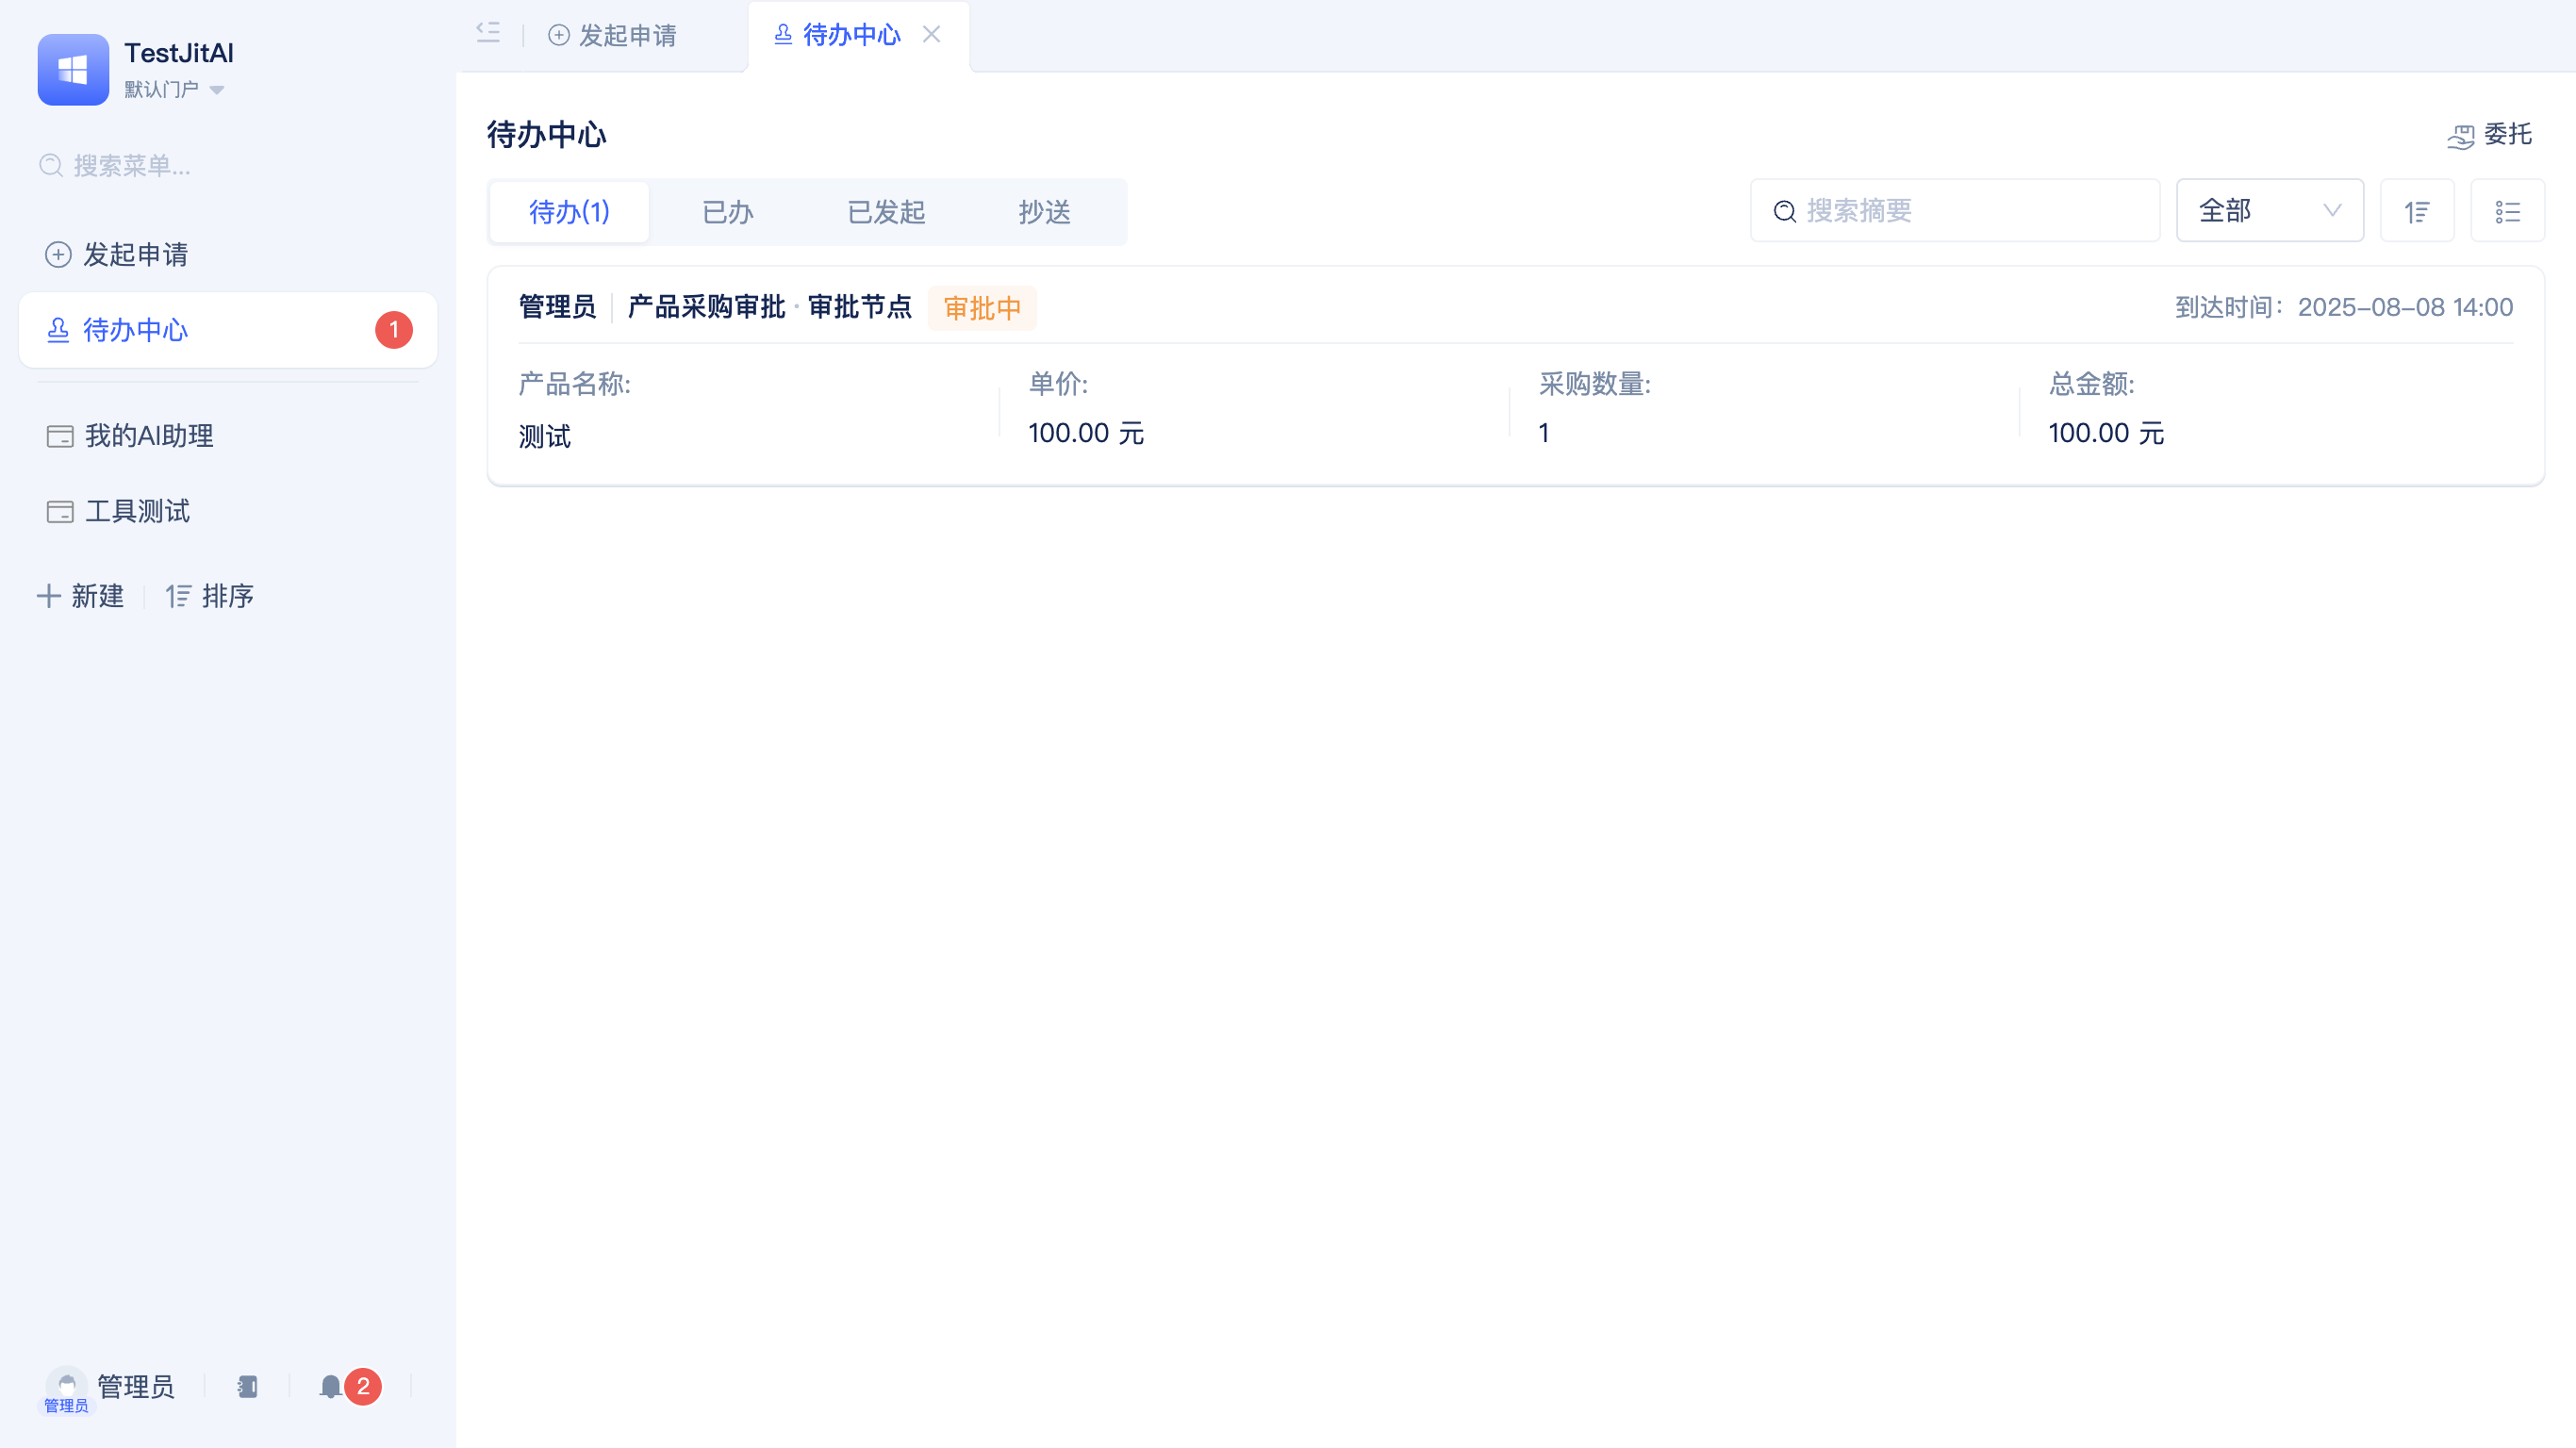 TestJitAI
默认门户
搜索菜单...
发起申请
待办中心 1
我的AI助理
工具测试
新建 排序
管理员
管理员
2
发起申请 待办中心
待办中心
委托
待办(1) 已办 已发起 抄送
搜索摘要 全部
管理员 产品采购审批·审批节点 审批中 到达时间：2025-08-08 14:00
产品名称: 单价: 采购数量: 总金额:
测试 100.00 元 1 100.00 元